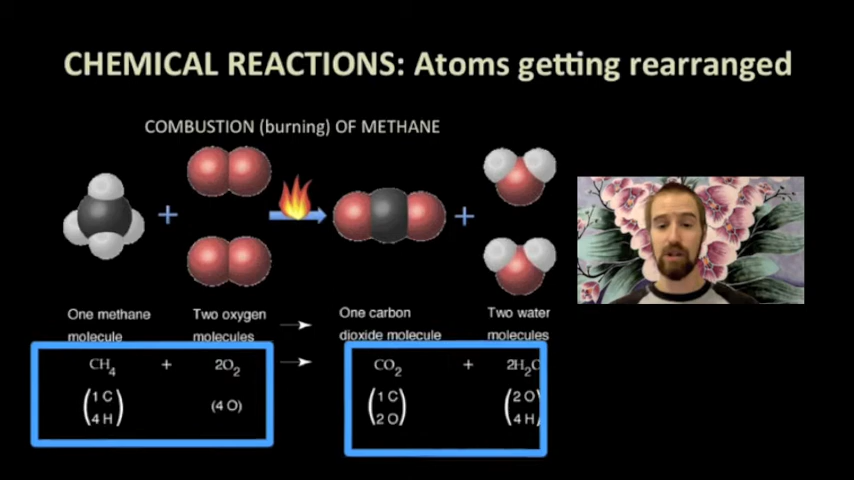 CHEMICAL REACTIONS: Atoms getting rearranged
COMBUSTION (burning) OF METHANE
+ +
One methane molecule
Two oxygen molecules
One carbon dioxide molecule
Two water molecules
CH4 + 2O2 → CO2 + 2H2O
(1 C 4 H) (4 O) (1 C 2 O) (2 O 4 H)